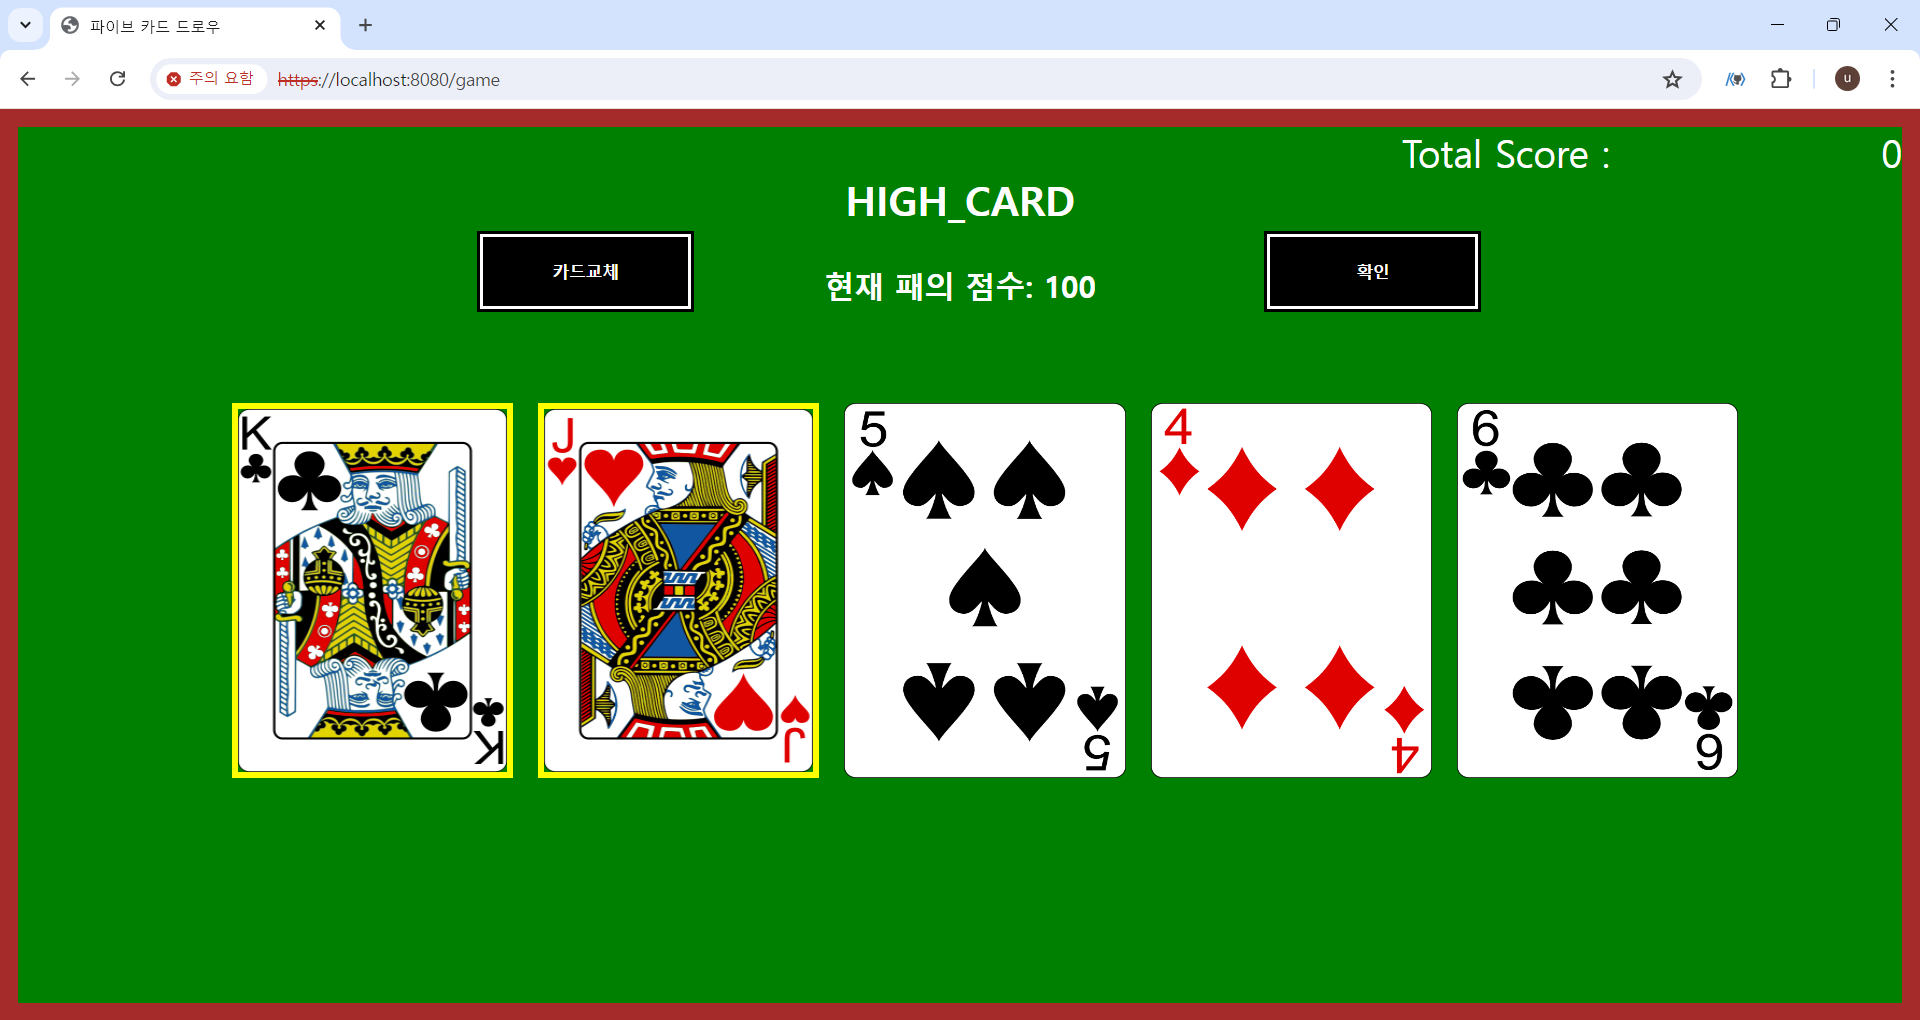 파이브 카드 드로우
주의 요함 https://localhost:8080/game
u
Total Score : 0
HIGH_CARD
카드교체
확인
현재 패의 점수: 100
K J 5 4 6
K J 5 4 6